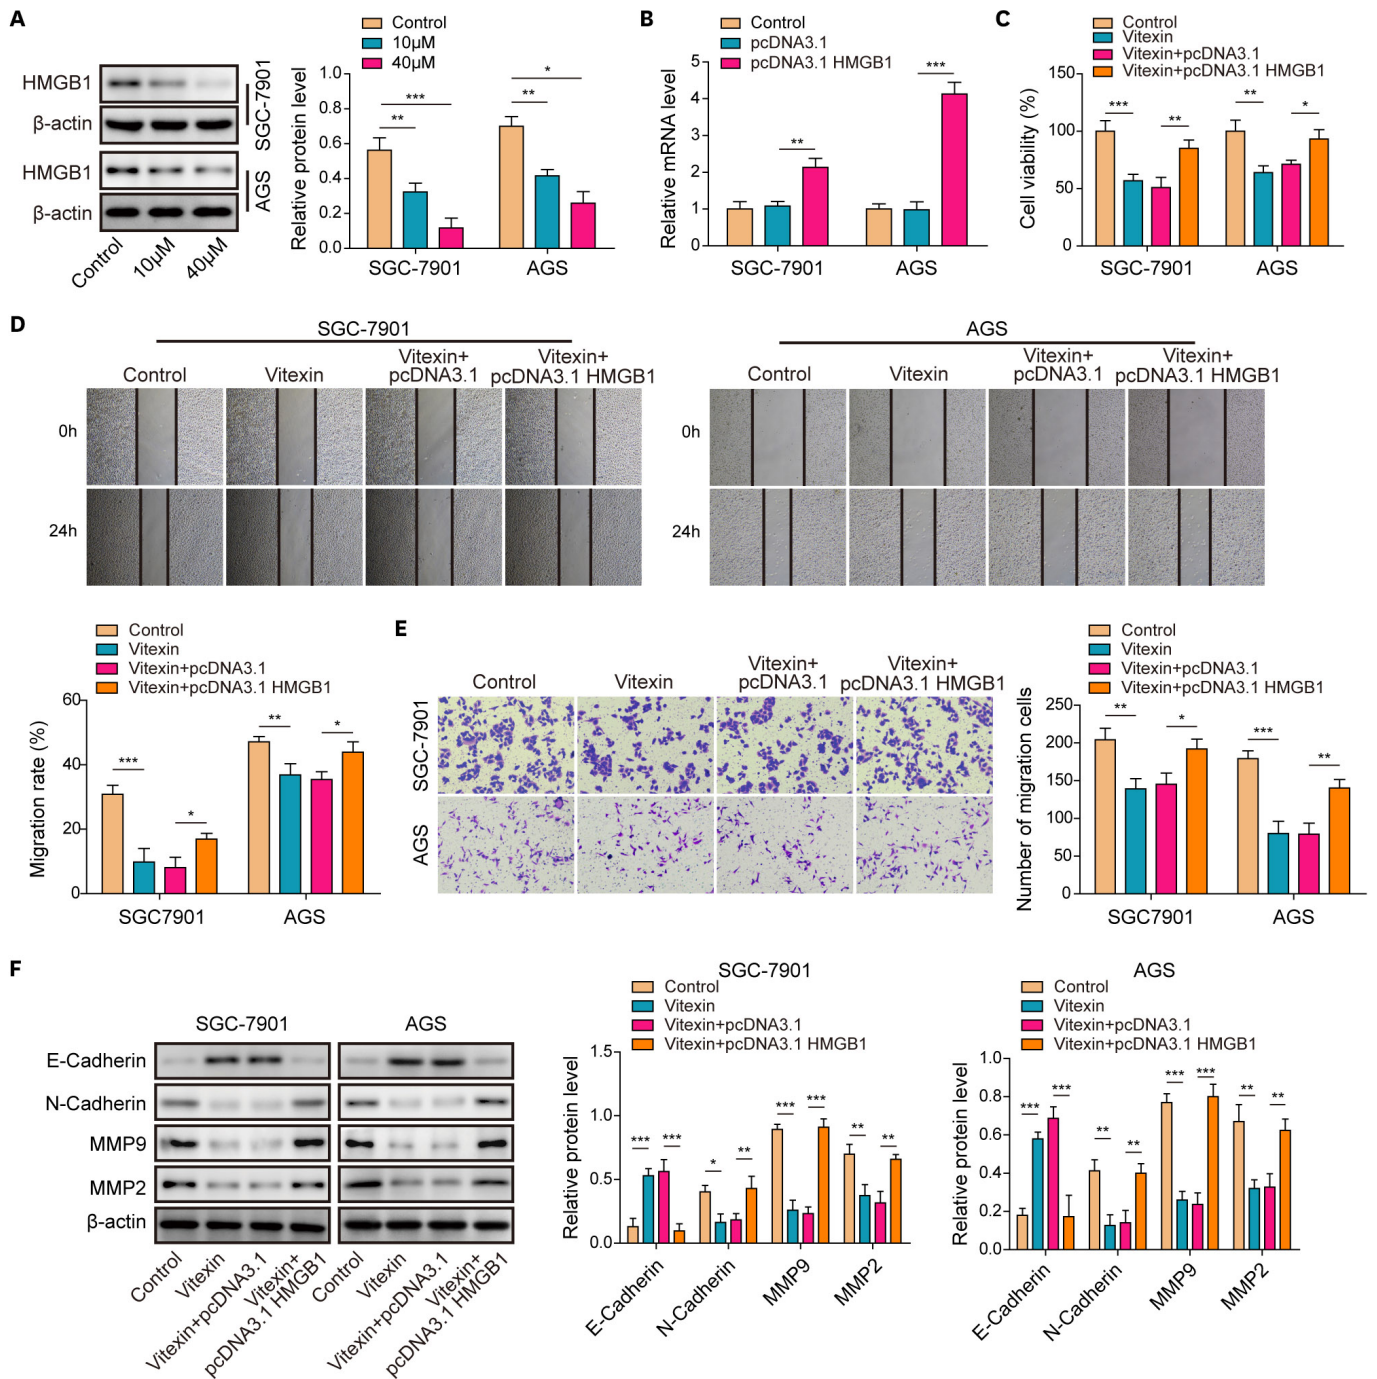 A
HMGB1
β-actin
HMGB1
β-actin
SGC-7901
AGS
Control
10μM
40μM
Control
10μM
40μM
Relative protein level
1.0
0.8
0.6
0.4
0.2
0.0
***
**
*
**
SGC-7901
AGS
B
Control
pcDNA3.1
pcDNA3.1 HMGB1
Relative mRNA level
5
4
3
2
1
0
**
***
SGC-7901
AGS
C
Control
Vitexin
Vitexin+pcDNA3.1
Vitexin+pcDNA3.1 HMGB1
Cell viability (%)
150
100
50
0
***
**
**
*
SGC-7901
AGS
D
SGC-7901
Control
Vitexin
Vitexin+
pcDNA3.1
Vitexin+
pcDNA3.1 HMGB1
0h
24h
AGS
Control
Vitexin
Vitexin+
pcDNA3.1
Vitexin+
pcDNA3.1 HMGB1
0h
24h
Control
Vitexin
Vitexin+pcDNA3.1
Vitexin+pcDNA3.1 HMGB1
Migration rate (%)
60
40
20
0
***
*
**
*
SGC7901
AGS
E
Control
Vitexin
Vitexin+
pcDNA3.1
Vitexin+
pcDNA3.1 HMGB1
SGC-7901
AGS
Control
Vitexin
Vitexin+pcDNA3.1
Vitexin+pcDNA3.1 HMGB1
Number of migration cells
250
200
150
100
50
0
**
*
***
**
SGC7901
AGS
F
SGC-7901
AGS
E-Cadherin
N-Cadherin
MMP9
MMP2
β-actin
Control
Vitexin
Vitexin+pcDNA3.1
Vitexin+
pcDNA3.1 HMGB1
Control
Vitexin
Vitexin+pcDNA3.1
Vitexin+
pcDNA3.1 HMGB1
SGC-7901
Control
Vitexin
Vitexin+pcDNA3.1
Vitexin+pcDNA3.1 HMGB1
Relative protein level
1.5
1.0
0.5
0.0
***
***
*
**
***
***
**
**
E-Cadherin
N-Cadherin
MMP9
MMP2
AGS
Control
Vitexin
Vitexin+pcDNA3.1
Vitexin+pcDNA3.1 HMGB1
Relative protein level
1.0
0.8
0.6
0.4
0.2
0.0
***
***
**
**
***
***
**
**
E-Cadherin
N-Cadherin
MMP9
MMP2